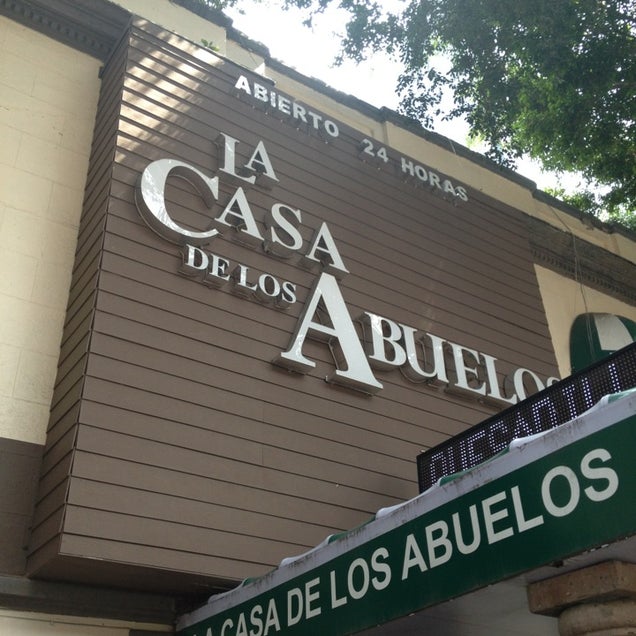 ABIERTO 24 HORAS
LA
CASA
DE LOS
ABUELOS
LA CASA DE LOS ABUELOS